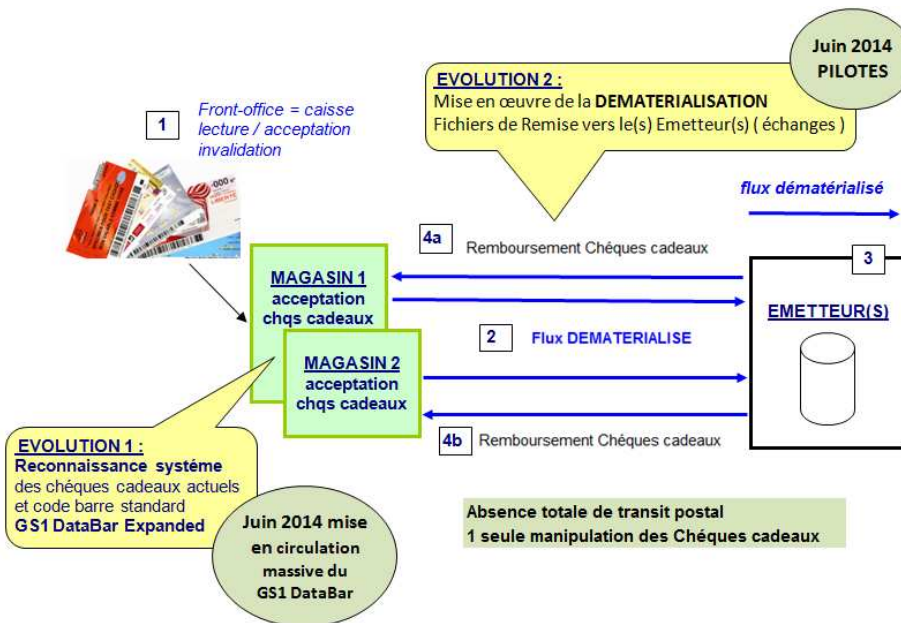 Juin 2014
PILOTES
EVOLUTION 2 :
Mise en œuvre de la DEMATERIALISATION
Fichiers de Remise vers le(s) Emetteur(s) ( échanges )
1
Front-office = caisse
lecture / acceptation
invalidation
flux dématérialisé
4a
Remboursement Chéques cadeaux
3
MAGASIN 1
acceptation
chqs cadeaux
EMETTEUR(S)
2
Flux DEMATERIALISE
MAGASIN 2
acceptation
chqs cadeaux
4b
Remboursement Chéques cadeaux
EVOLUTION 1 :
Reconnaissance systéme
des chéques cadeaux actuels
et code barre standard
GS1 DataBar Expanded
Juin 2014 mise
en circulation
massive du
GS1 DataBar
Absence totale de transit postal
1 seule manipulation des Chéques cadeaux